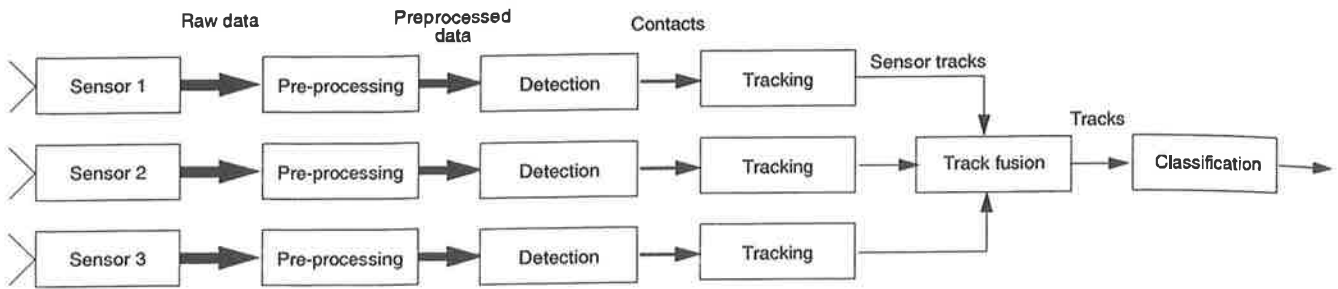 Raw data
Preprocessed
data
Contacts
Sensor 1
Pre-processing
Detection
Tracking
Sensor tracks
Sensor 2
Pre-processing
Detection
Tracking
Track fusion
Tracks
Classification
Sensor 3
Pre-processing
Detection
Tracking